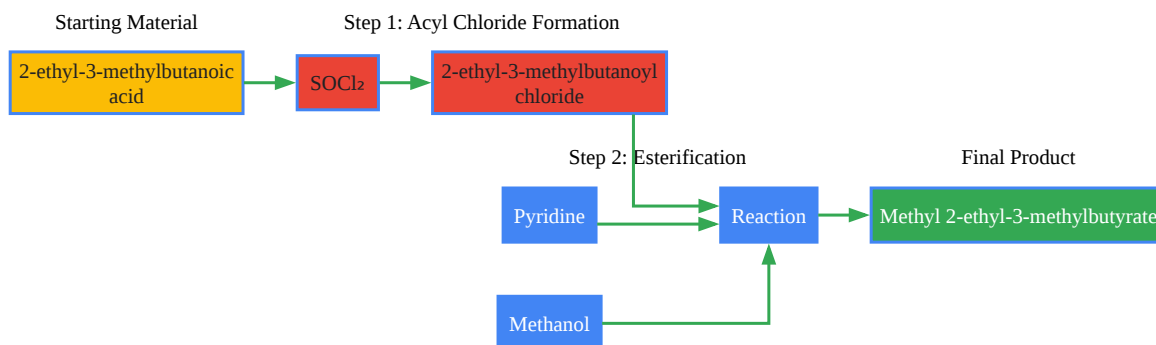 Starting Material
Step 1: Acyl Chloride Formation
2-ethyl-3-methylbutanoic
acid
SOCl₂
2-ethyl-3-methylbutanoyl
chloride
Step 2: Esterification
Final Product
Pyridine
Reaction
Methyl 2-ethyl-3-methylbutyrate
Methanol